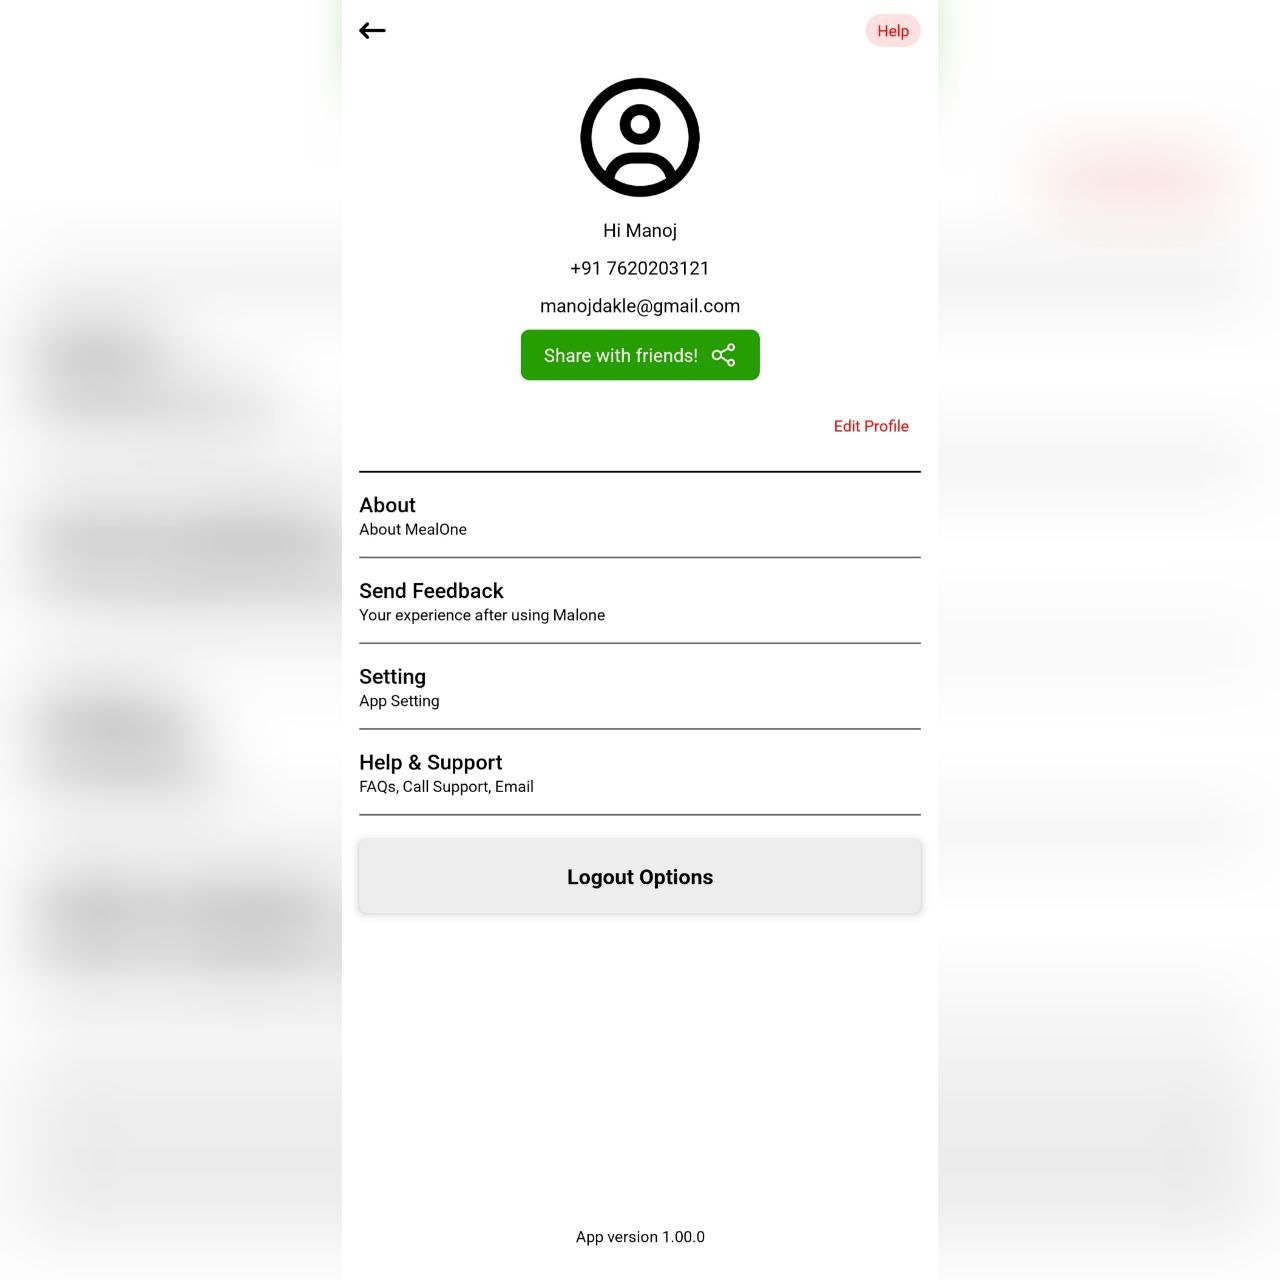 Help
Hi Manoj
+91 7620203121
manojdakle@gmail.com
Share with friends!
Edit Profile
About
About MealOne
Send Feedback
Your experience after using Malone
Setting
App Setting
Help & Support
FAQs, Call Support, Email
Logout Options
App version 1.00.0